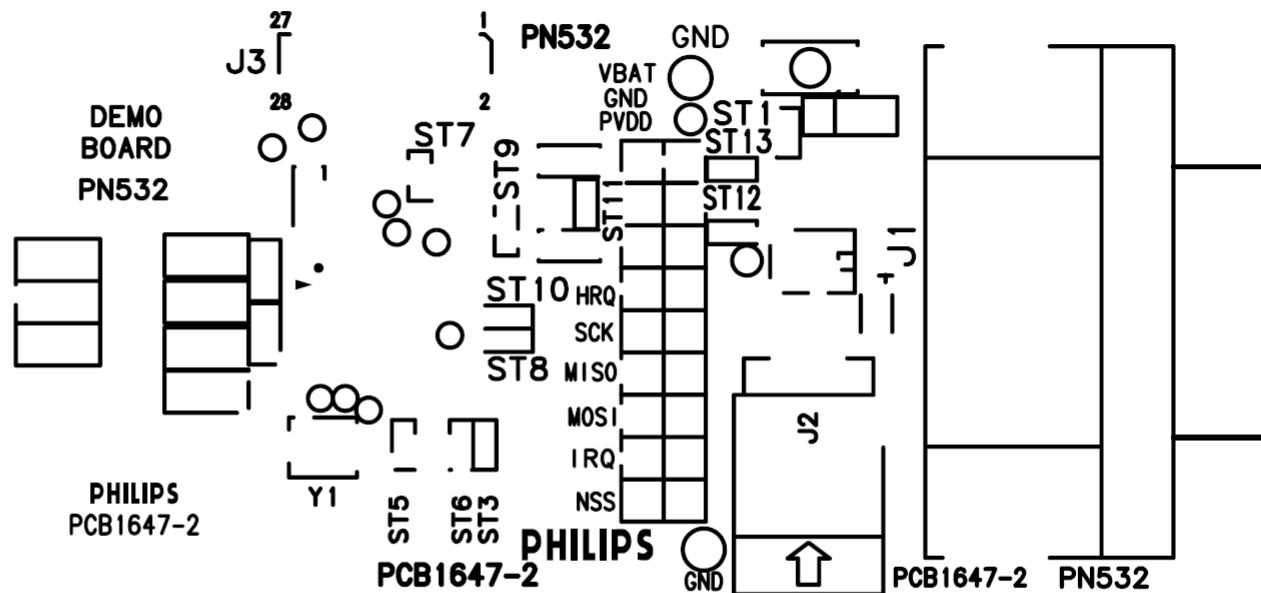 27
1
J3
PN532
GND
VBAT
GND
PVDD
28
2
DEMO
BOARD
PN532
ST7
ST9
ST1
ST13
1
ST11
ST12
J1
+
ST10
HRQ
SCK
ST8
MISO
MOSI
J2
IRQ
NSS
Y1
ST5
ST6
ST3
PHILIPS
PCB1647-2
PHILIPS
PCB1647-2
GND
PCB1647-2
PN532